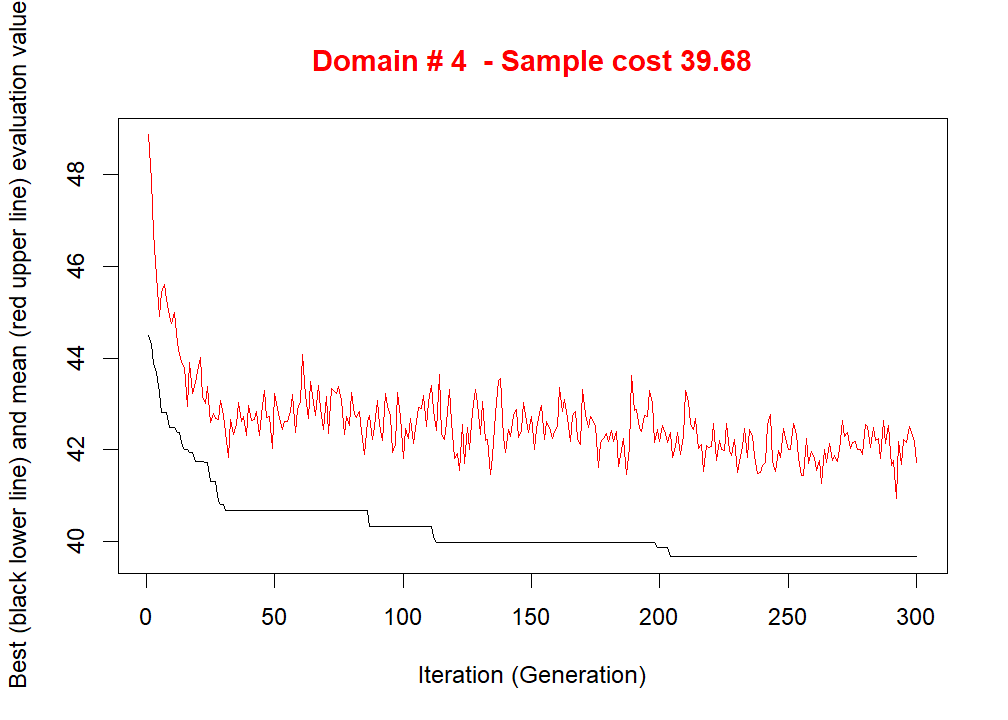 Domain # 4  - Sample cost 39.68
Best (black lower line) and mean (red upper line) evaluation value
48
46
44
42
40
0 50 100 150 200 250 300
Iteration (Generation)